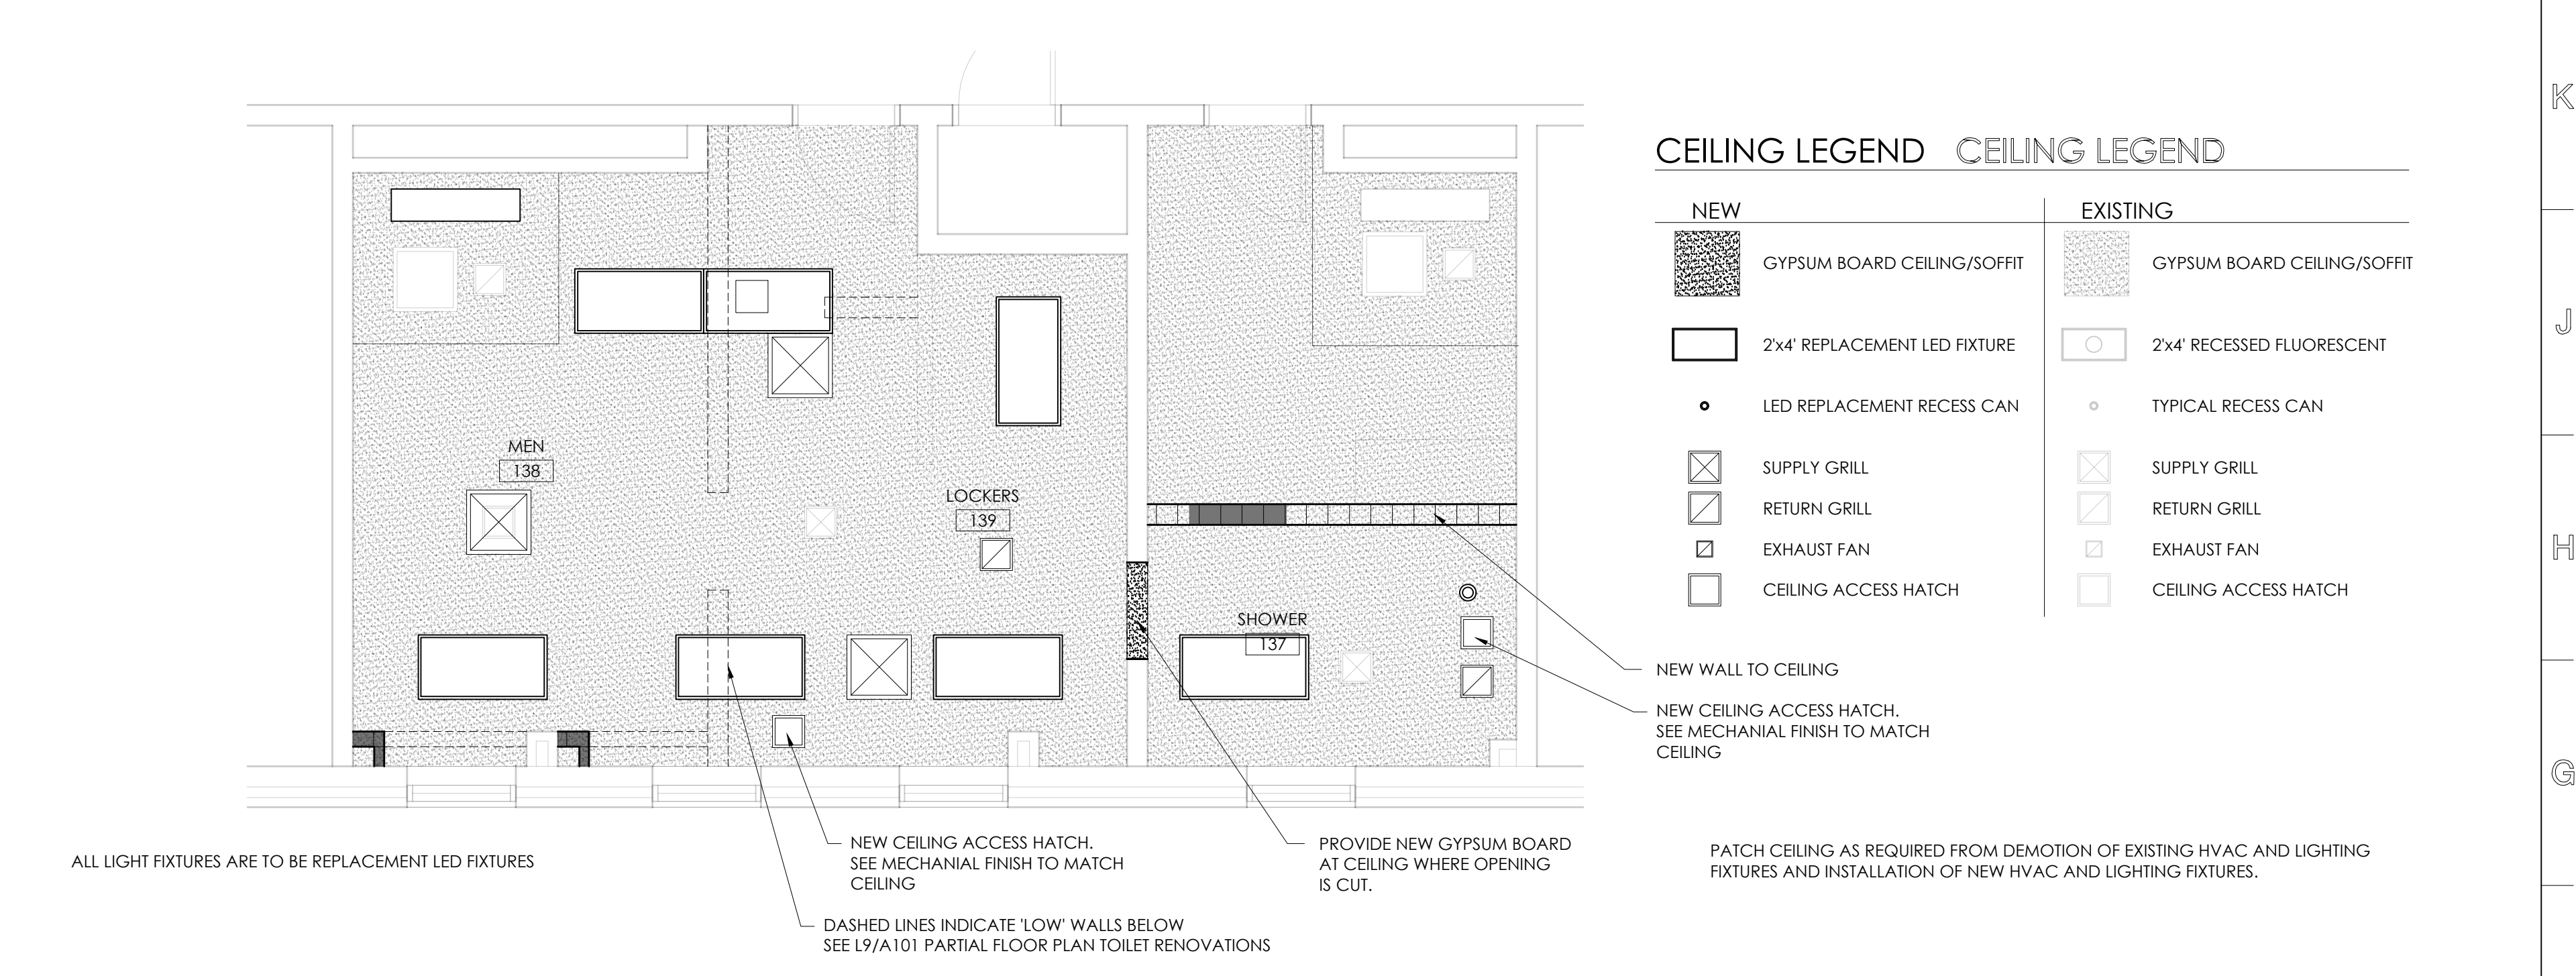 K
J
H
G
CEILING LEGEND CEILING LEGEND
NEW
EXISTING
GYPSUM BOARD CEILING/SOFFIT
GYPSUM BOARD CEILING/SOFFIT
2'x4' REPLACEMENT LED FIXTURE
2'x4' RECESSED FLUORESCENT
LED REPLACEMENT RECESS CAN
TYPICAL RECESS CAN
SUPPLY GRILL
SUPPLY GRILL
RETURN GRILL
RETURN GRILL
EXHAUST FAN
EXHAUST FAN
CEILING ACCESS HATCH
CEILING ACCESS HATCH
MEN
138
LOCKERS
139
SHOWER
137
NEW WALL TO CEILING
NEW CEILING ACCESS HATCH.
SEE MECHANIAL FINISH TO MATCH
CEILING
ALL LIGHT FIXTURES ARE TO BE REPLACEMENT LED FIXTURES
NEW CEILING ACCESS HATCH.
SEE MECHANIAL FINISH TO MATCH
CEILING
PROVIDE NEW GYPSUM BOARD
AT CEILING WHERE OPENING
IS CUT.
PATCH CEILING AS REQUIRED FROM DEMOTION OF EXISTING HVAC AND LIGHTING
FIXTURES AND INSTALLATION OF NEW HVAC AND LIGHTING FIXTURES.
DASHED LINES INDICATE 'LOW' WALLS BELOW
SEE L9/A101 PARTIAL FLOOR PLAN TOILET RENOVATIONS